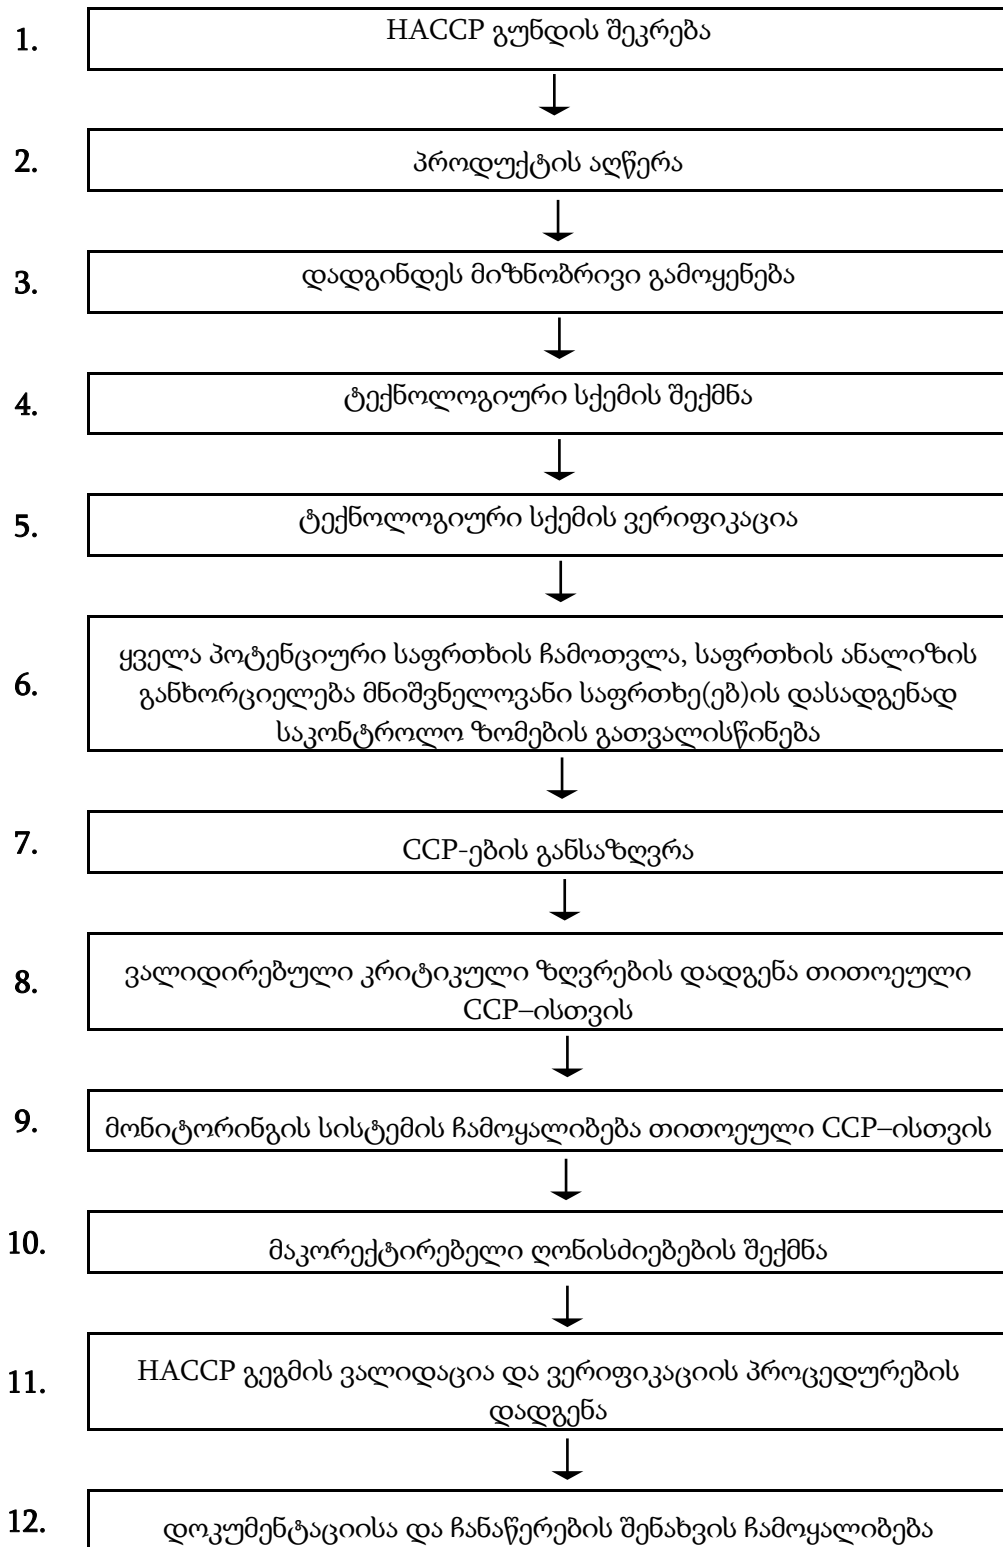 1. HACCP გუნდის შეკრება
2. პროდუქტის აღწერა
3. დადგინდეს მიზნობრივი გამოყენება
4. ტექნოლოგიური სქემის შექმნა
5. ტექნოლოგიური სქემის ვერიფიკაცია
6. ყველა პოტენციური საფრთხის ჩამოთვლა, საფრთხის ანალიზის
განხორციელება მნიშვნელოვანი საფრთხე(ებ)ის დასადგენად
საკონტროლო ზომების გათვალისწინება
7. CCP-ების განსაზღვრა
8. ვალიდირებული კრიტიკული ზღვრების დადგენა თითოეული
CCP–ისთვის
9. მონიტორინგის სისტემის ჩამოყალიბება თითოეული CCP–ისთვის
10. მაკორექტირებელი ღონისძიებების შექმნა
11. HACCP გეგმის ვალიდაცია და ვერიფიკაციის პროცედურების
დადგენა
12. დოკუმენტაციისა და ჩანაწერების შენახვის ჩამოყალიბება